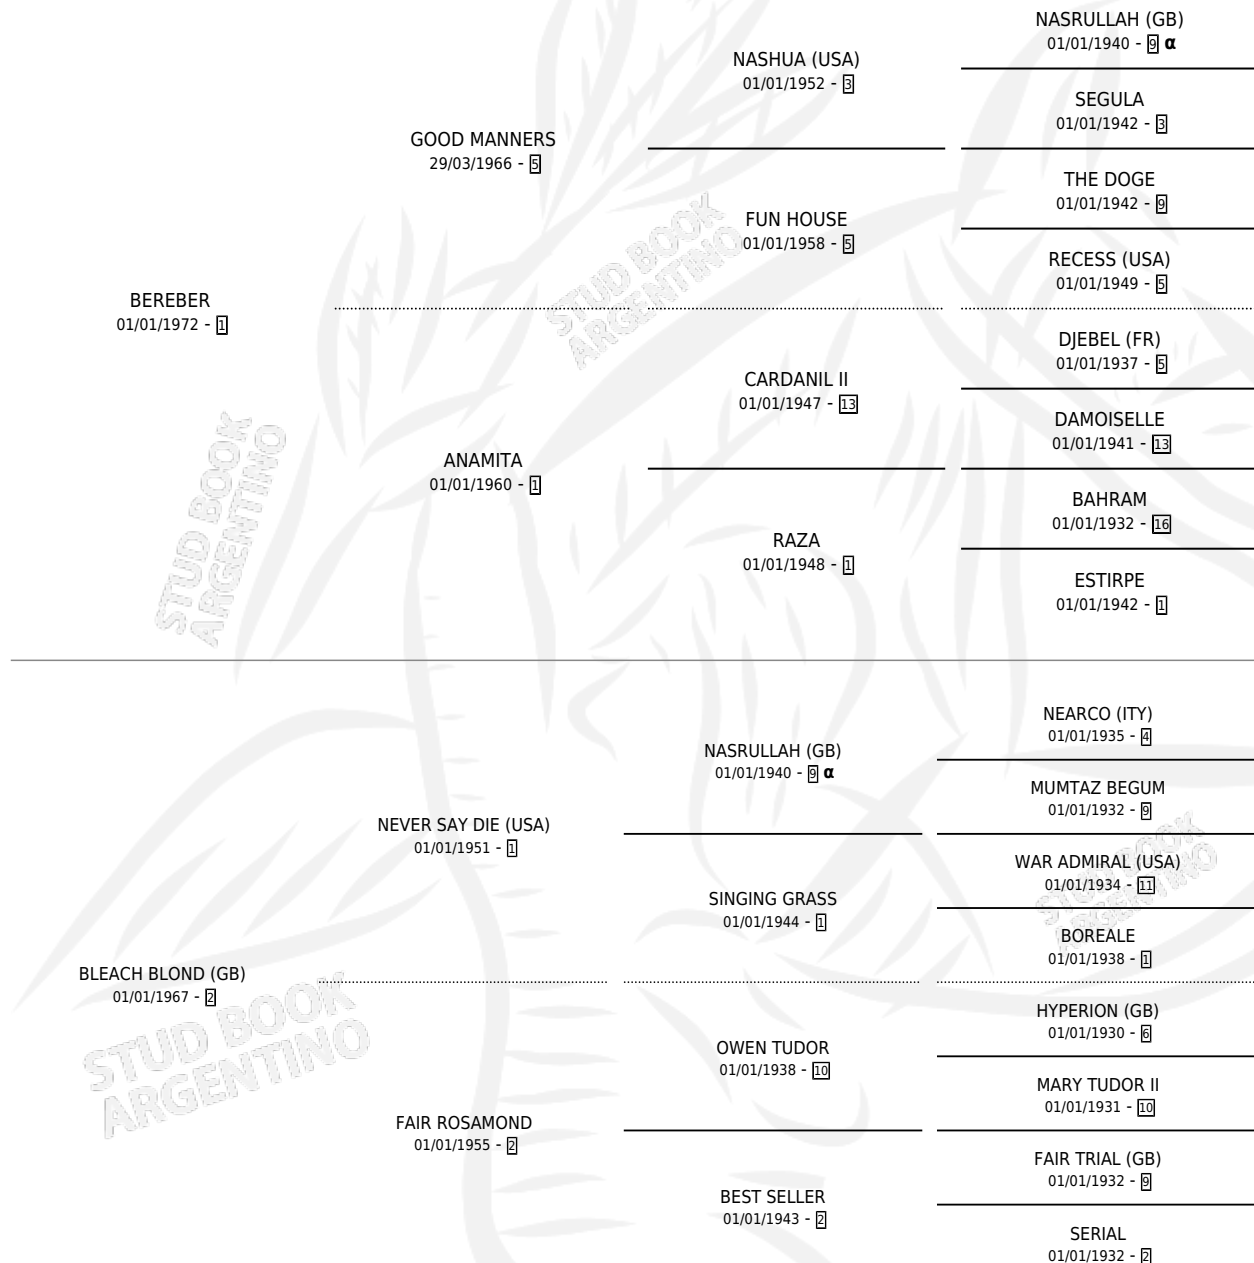 NASRULLAH (GB)
01/01/1940 - 9 α
NASHUA (USA)
01/01/1952 - 3
SEGULA
01/01/1942 - 3
GOOD MANNERS
29/03/1966 - 5
THE DOGE
01/01/1942 - 9
FUN HOUSE
01/01/1958 - 5
RECESS (USA)
01/01/1949 - 5
BEREBER
01/01/1972 - 1
DJEBEL (FR)
01/01/1937 - 5
CARDANIL II
01/01/1947 - 13
DAMOISELLE
01/01/1941 - 13
ANAMITA
01/01/1960 - 1
BAHRAM
01/01/1932 - 16
RAZA
01/01/1948 - 1
ESTIRPE
01/01/1942 - 1
NEARCO (ITY)
01/01/1935 - 4
NASRULLAH (GB)
01/01/1940 - 9 α
MUMTAZ BEGUM
01/01/1932 - 9
NEVER SAY DIE (USA)
01/01/1951 - 1
WAR ADMIRAL (USA)
01/01/1934 - 11
SINGING GRASS
01/01/1944 - 1
BOREALE
01/01/1938 - 1
BLEACH BLOND (GB)
01/01/1967 - 2
HYPERION (GB)
01/01/1930 - 6
OWEN TUDOR
01/01/1938 - 10
MARY TUDOR II
01/01/1931 - 10
FAIR ROSAMOND
01/01/1955 - 2
FAIR TRIAL (GB)
01/01/1932 - 9
BEST SELLER
01/01/1943 - 2
SERIAL
01/01/1932 - 2
STUD BOOK
ARGENTINO
STUD BOOK
ARGENTINO
STUD BOOK
ARGENTINO
STUD BOOK
ARGENTINO